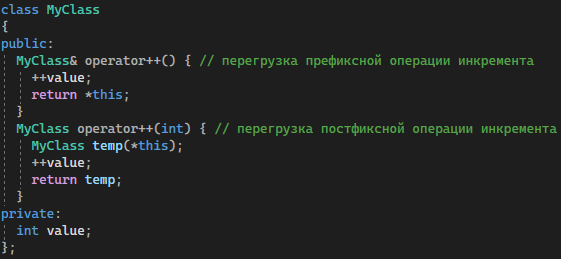 class MyClass
{
public:
  MyClass& operator++() { // перегрузка префиксной операции инкремента
    ++value;
    return *this;
  }
  MyClass operator++(int) { // перегрузка постфиксной операции инкремента
    MyClass temp(*this);
    ++value;
    return temp;
  }
private:
  int value;
};